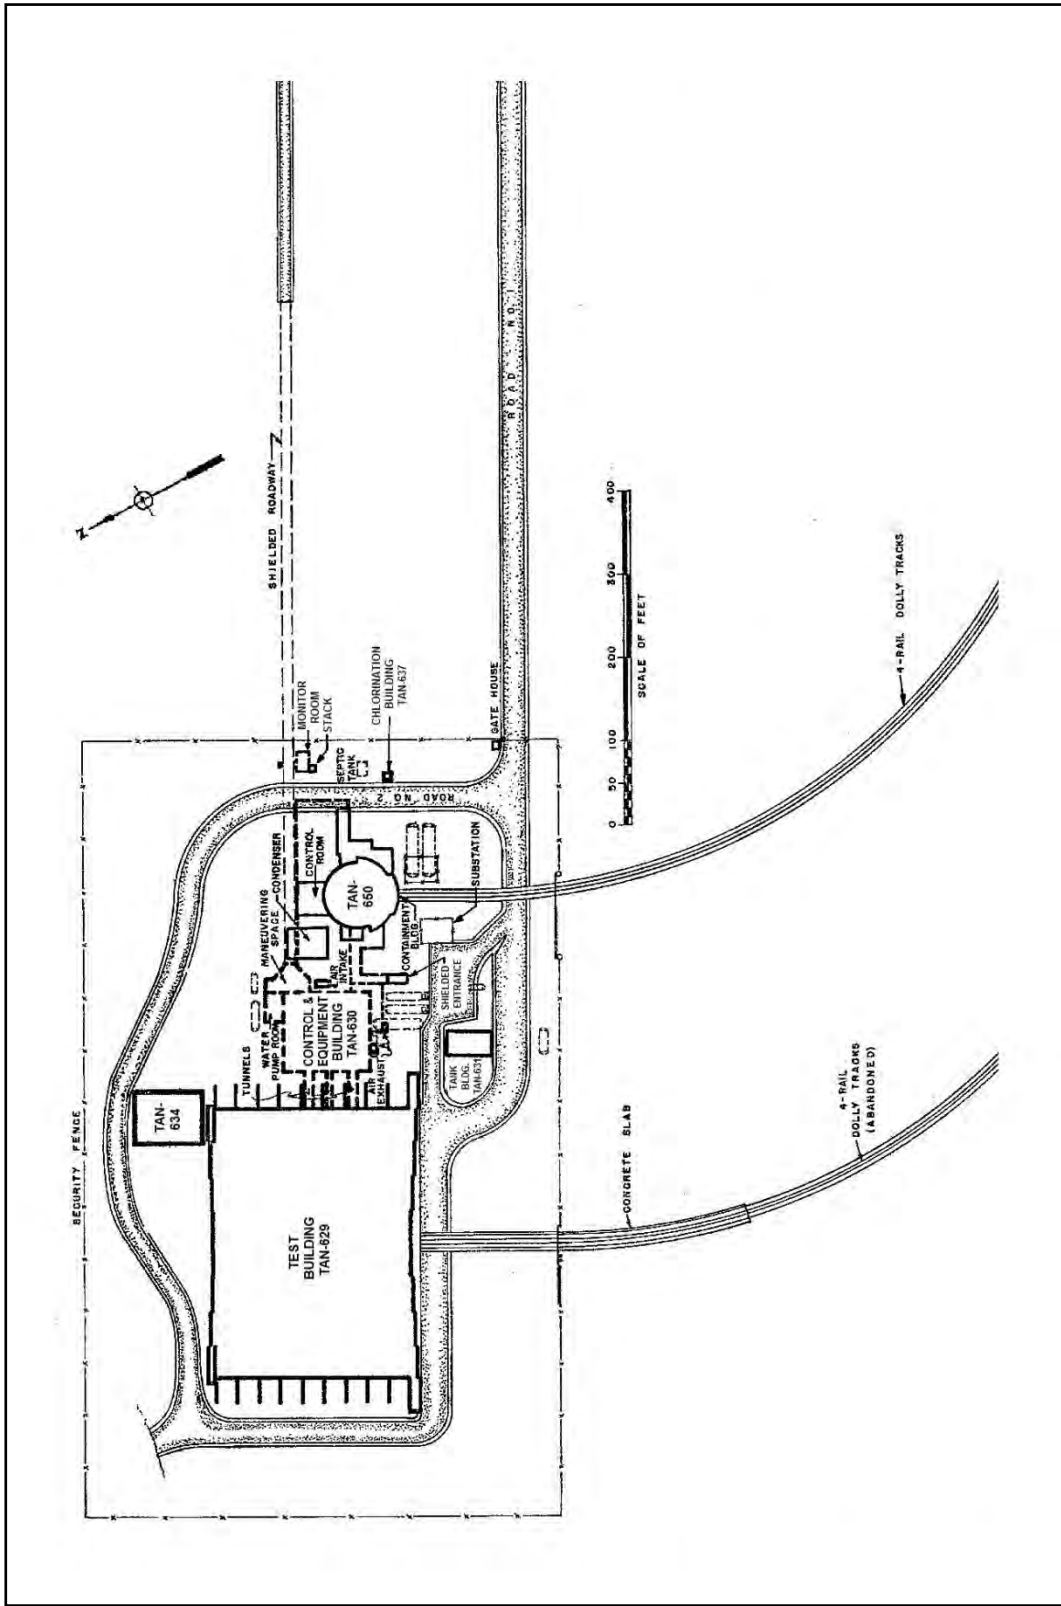 SECURITY FENCE
TAN-
634
TEST
BUILDING
TAN-629
TUNNELS
WATER
PUMP ROOM
MANEUVERING
SPACE
CONDENSER
CONTROL &
EQUIPMENT
BUILDING
TAN-630
AIR
INTAKE
AIR
EXHAUST
CONTROL
ROOM
TAN-
650
CONTAINMENT
BLDG.
SHIELDED
ENTRANCE
SUBSTATION
TANK
BLDG.
TAN-631
ROAD NO. 2
SEPTIC
TANK
MONITOR
ROOM
STACK
CHLORINATION
BUILDING
TAN-637
GATE HOUSE
SHIELDED ROADWAY
N
ROAD NO. 1
0 50 100 200 300 400
SCALE OF FEET
4-RAIL DOLLY TRACKS
CONCRETE SLAB
4-RAIL
DOLLY TRACKS
(ABANDONED)